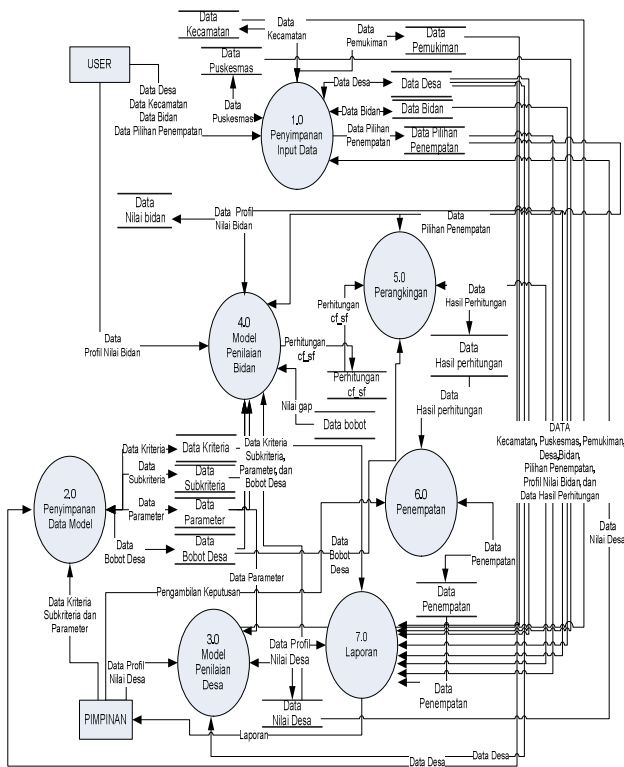 Data
Kecamatan
Data
Kecamatan
Data
Pemukiman
Data
Pemukiman
USER
Data
Puskesmas
Data Desa
Data Kecamatan
Data Bidan
Data Pilihan Penempatan
Data
Puskesmas
1.0
Penyimpanan
Input Data
Data Desa
Data Desa
Data Bidan
Data Bidan
Data Pilihan
Penempatan
Data Pilihan
Penempatan
Data
Nilai bidan
Data Profil
Nilai Bidan
Data
Pilihan Penempatan
5.0
Perangkingan
Data
Hasil Perhitungan
Perhitungan
cf_sf
4.0
Model
Penilaian
Bidan
Data
Profil Nilai Bidan
Perhitungan
cf_sf
Perhitungan
cf_sf
Data
Hasil perhitungan
Data
Hasil perhitungan
Nilai gap
Data bobot
DATA
Kecamatan, Puskesmas, Pemukiman,
Desa,Bidan,
Pilihan Penempatan,
Profil Nilai Bidan, dan
Data Hasil Perhitungan
Data
Nilai Desa
2.0
Penyimpanan
Data Model
Data Kriteria
Data Kriteria
Data
Subkriteria
Data
Subkriteria
Data
Parameter
Data
Parameter
Data
Bobot Desa
Data
Bobot Desa
Data Kriteria
Subkriteria,
Parameter, dan
Bobot Desa
6.0
Penempatan
Data
Penempatan
Data
Bobot
Desa
Data Parameter
Data
Penempatan
Pengambilan Keputusan
Data Kriteria
Subkriteria dan
Parameter
3.0
Model
Penilaian
Desa
Data Profil
Nilai Desa
Data Profil
Nilai Desa
7.0
Laporan
Data
Penempatan
Data
Nilai Desa
PIMPINAN
Laporan
Data Desa
Data Desa